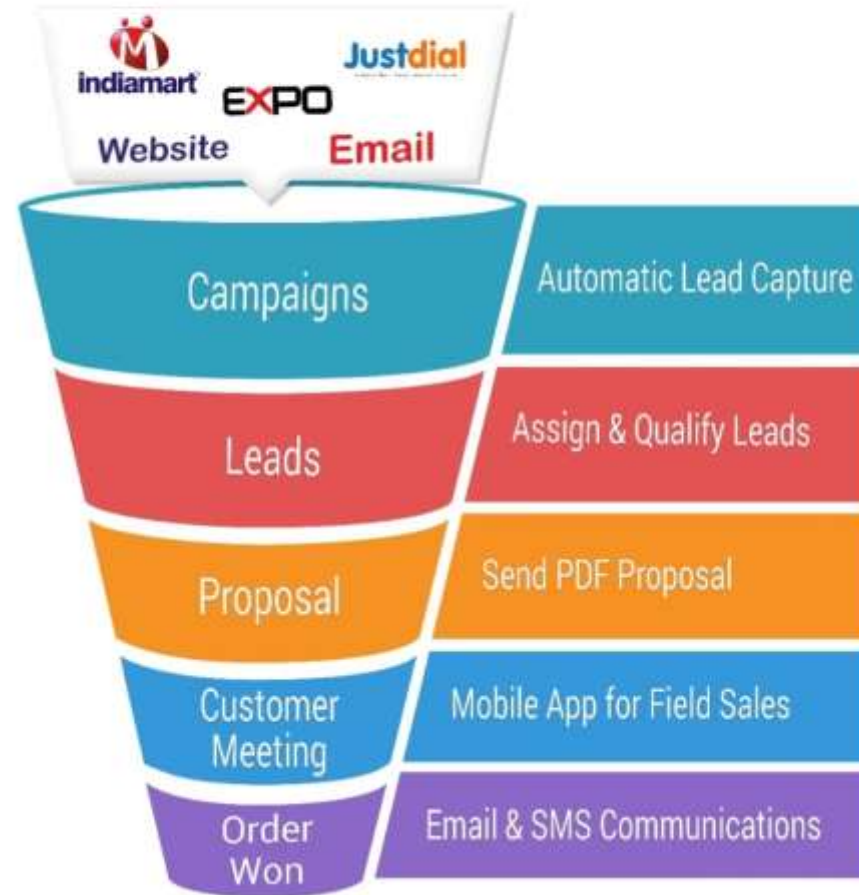 indiamart
Justdial
EXPO
Website
Email
Campaigns
Automatic Lead Capture
Leads
Assign & Qualify Leads
Proposal
Send PDF Proposal
Customer
Meeting
Mobile App for Field Sales
Order
Won
Email & SMS Communications